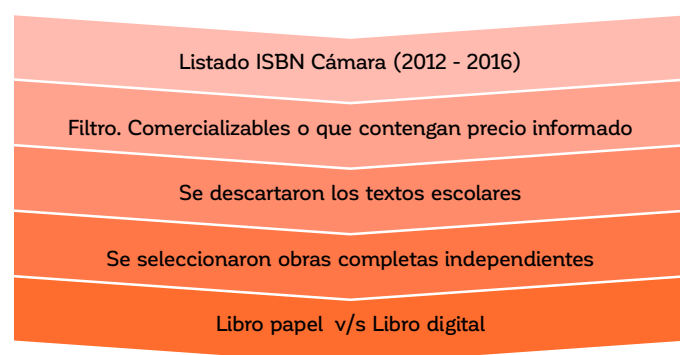 Listado ISBN Cámara (2012 - 2016)
Filtro. Comercializables o que contengan precio informado
Se descartaron los textos escolares
Se seleccionaron obras completas independientes
Libro papel  v/s Libro digital